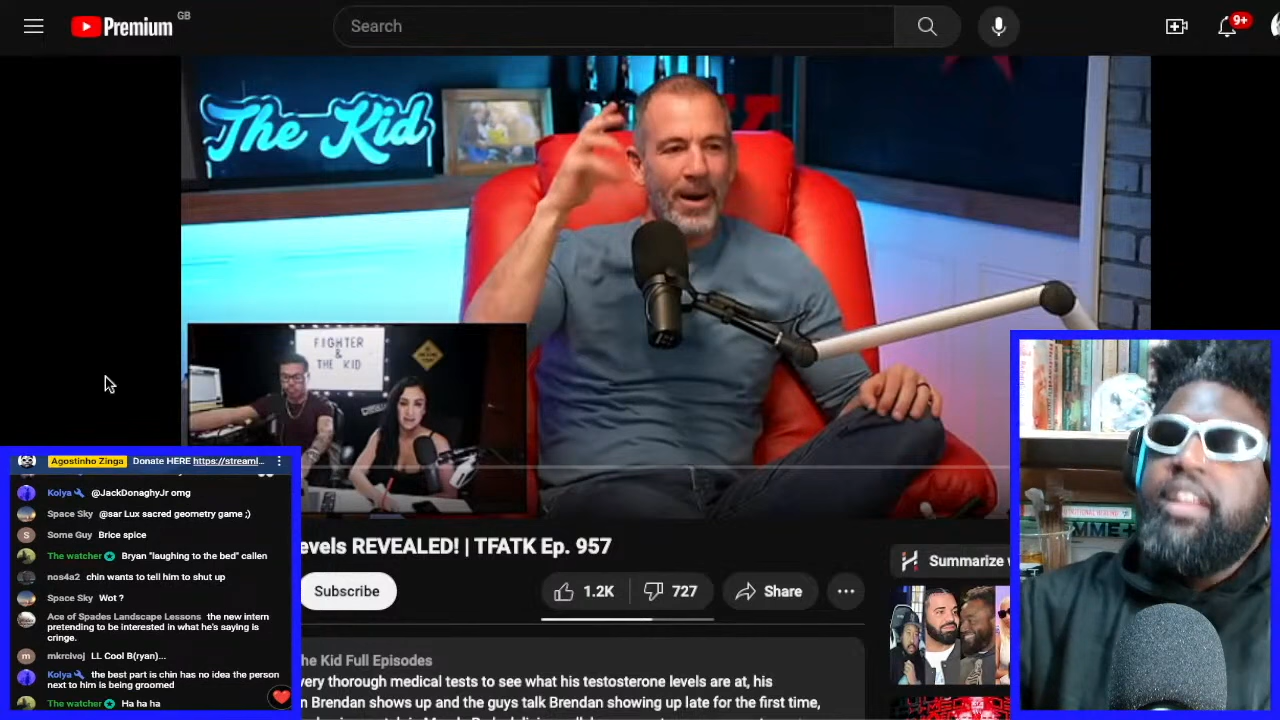 Premium GB
Search
9+
The Kid
FIGHTER
&
THE KID
Agostinho Zinga Donate HERE https://streaml...
Kolya @JackDonaghyJr omg
Space Sky @sar Lux sacred geometry game ;)
Some Guy Brice spice
The watcher Bryan "laughing to the bed" callen
nos4a2 chin wants to tell him to shut up
Space Sky Wot ?
Ace of Spades Landscape Lessons the new intern
pretending to be interested in what he's saying is
cringe.
mkrcivoj LL Cool B(ryan)...
Kolya the best part is chin has no idea the person
next to him is being groomed
The watcher Ha ha ha
evels REVEALED! | TFATK Ep. 957
Subscribe
1.2K
727
Share
...
Summarize
he Kid Full Episodes
very thorough medical tests to see what his testosterone levels are at, his
n Brendan shows up and the guys talk Brendan showing up late for the first time,